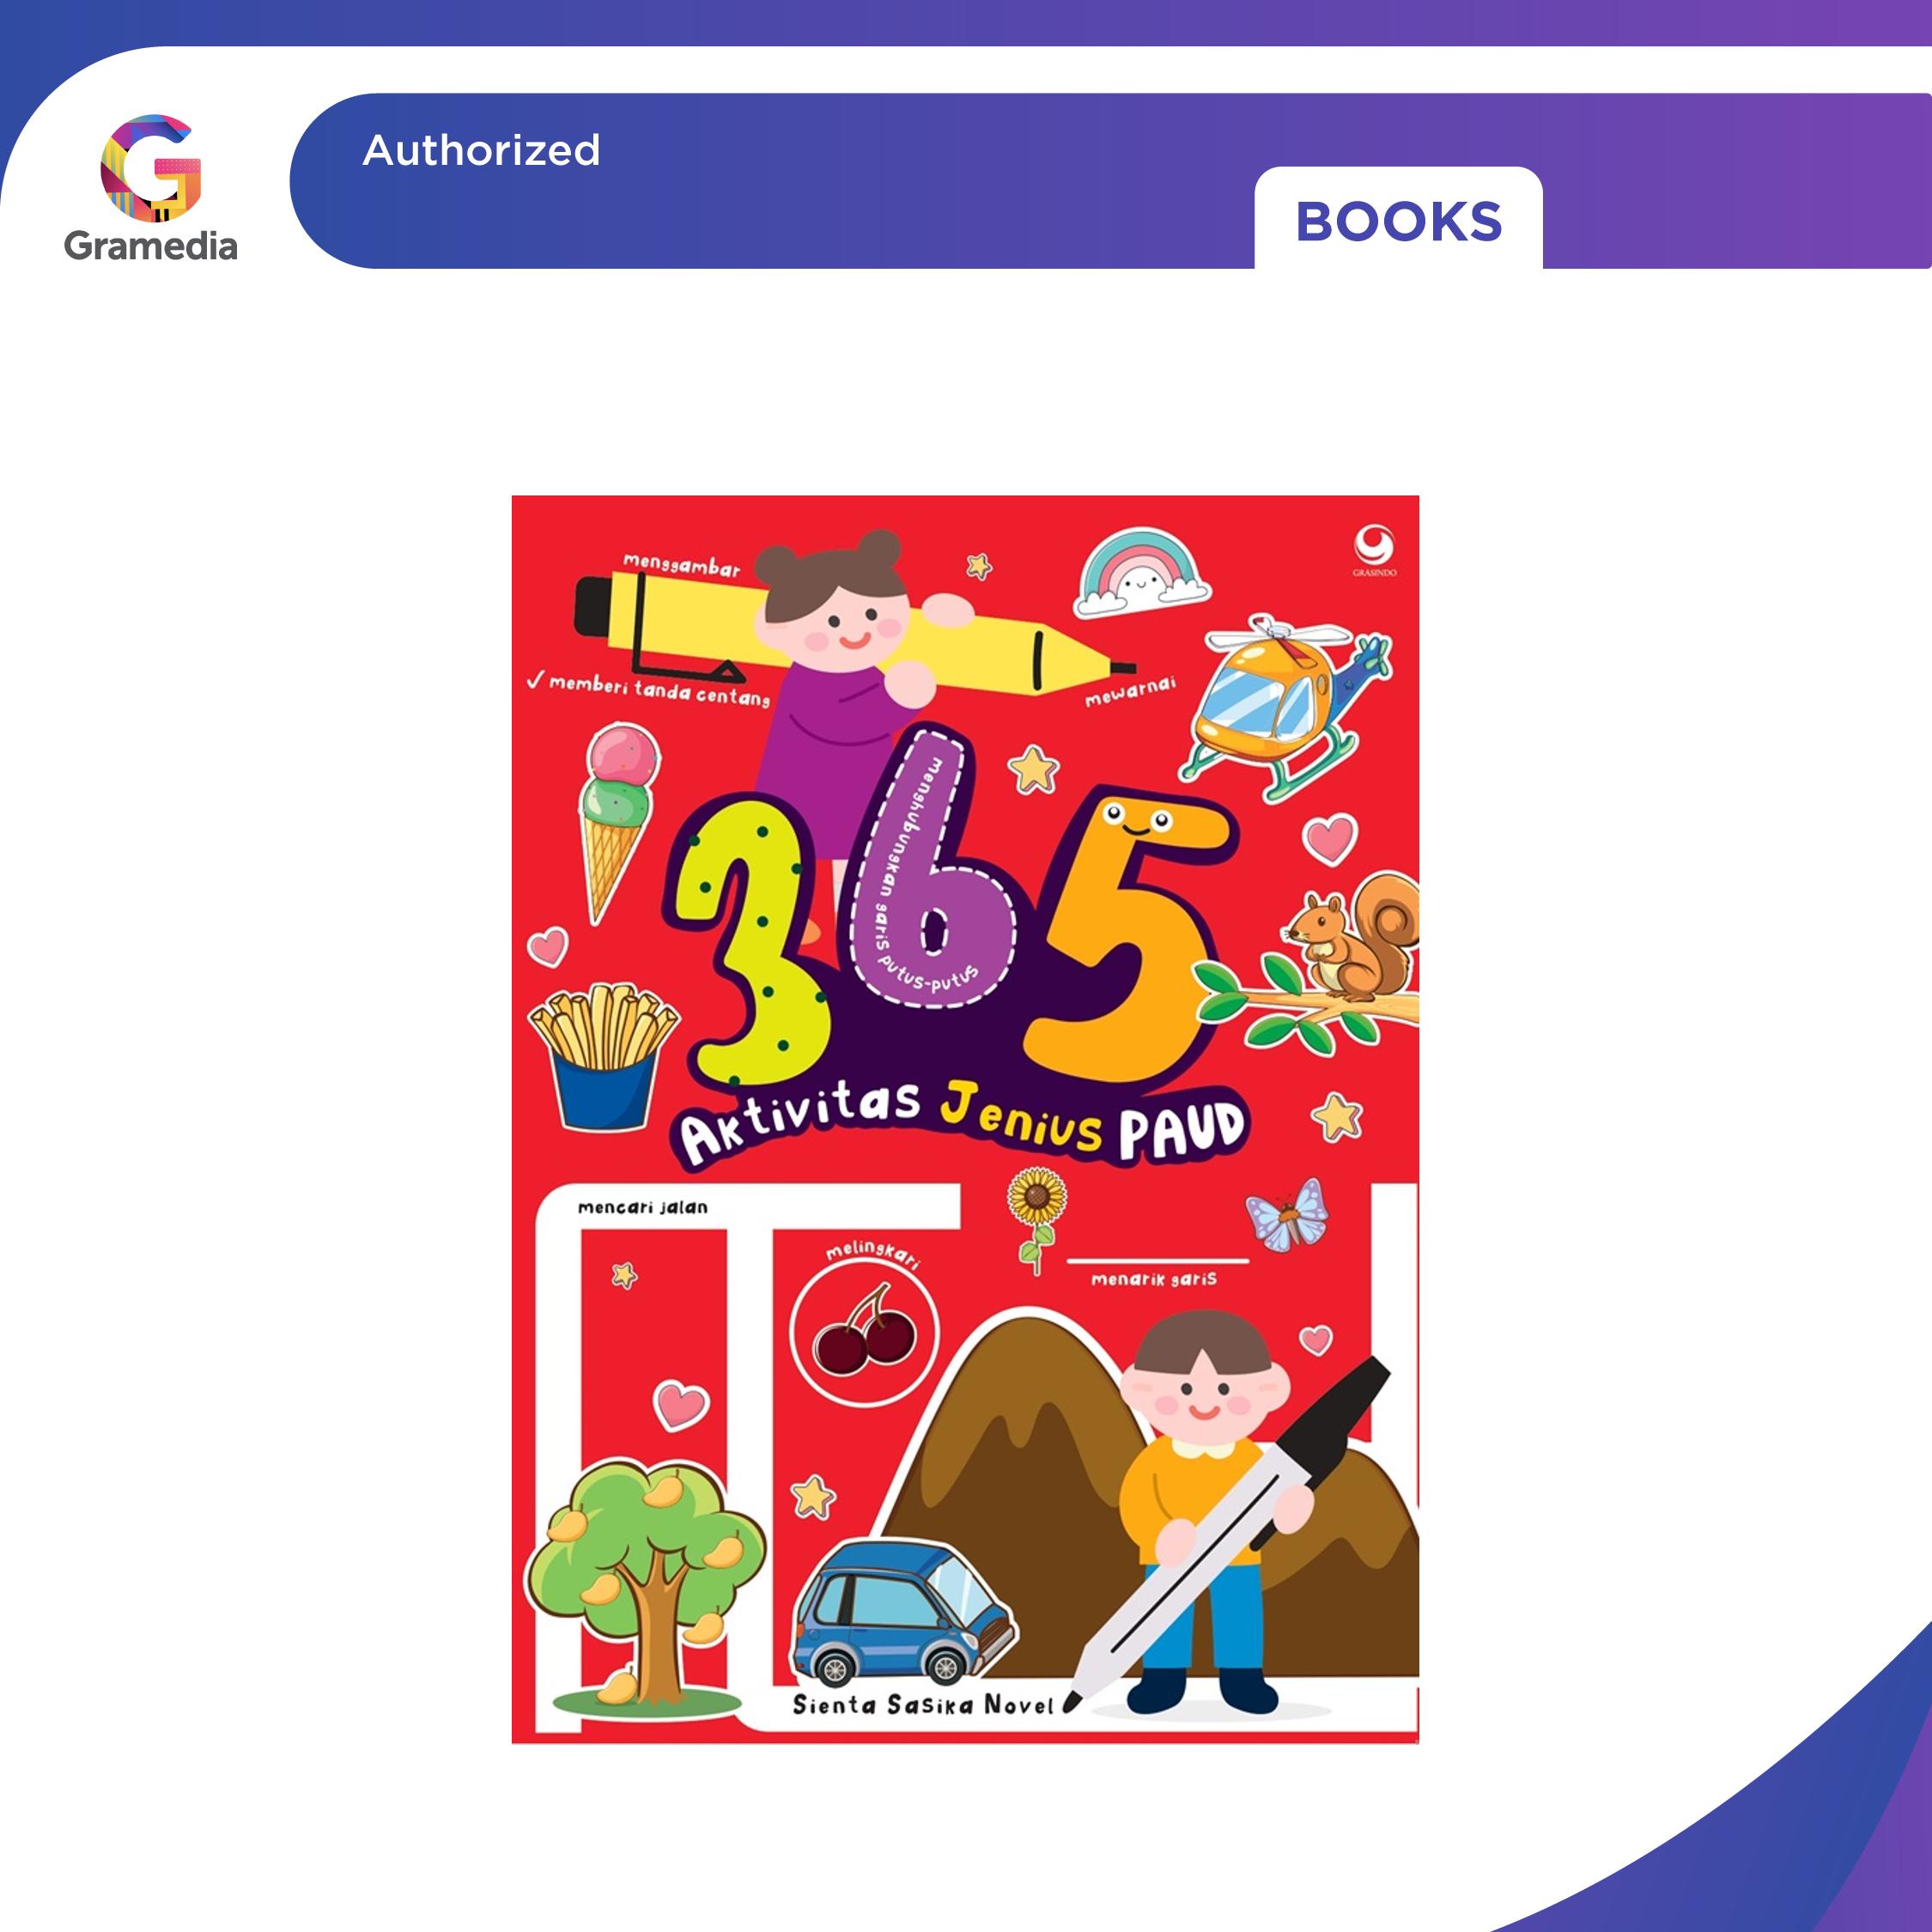 Authorized
Gramedia
BOOKS
menggambar
GRASINDO
✓ memberi tanda centang
mewarnai
365
menghubungkan garis putus-putus
Aktivitas Jenius PAUD
mencari jalan
melingkari
menarik garis
Sienta Sasika Novel